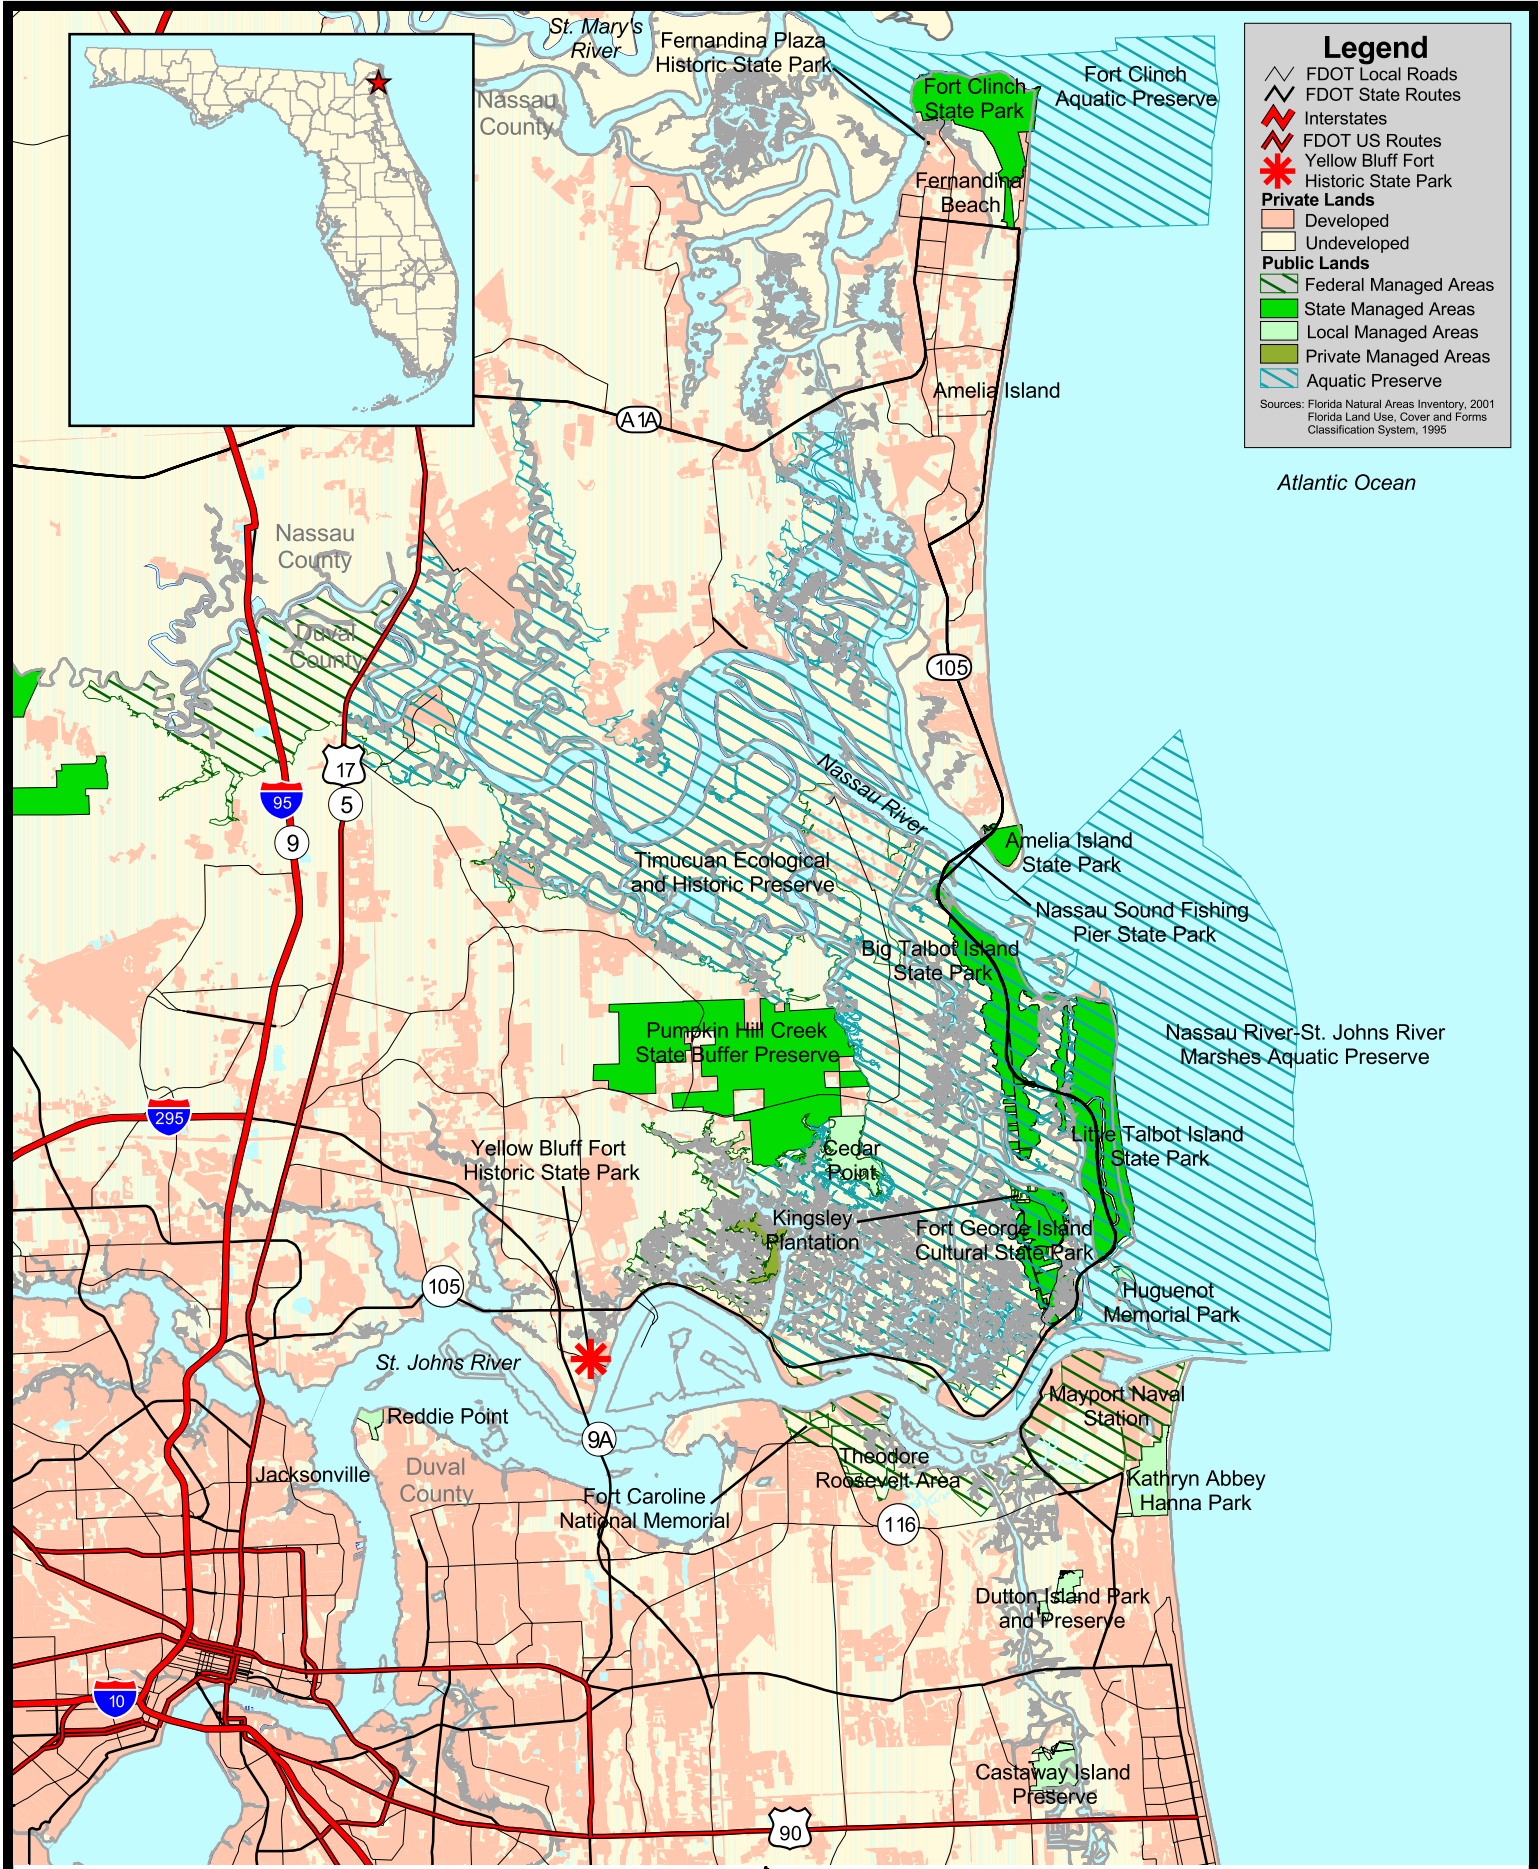 St. Mary's
River
Fernandina Plaza
Historic State Park
Nassau
County
Fort Clinch
State Park
Fort Clinch
Aquatic Preserve
Fernandina
Beach
Legend
FDOT Local Roads
FDOT State Routes
Interstates
FDOT US Routes
Yellow Bluff Fort
Historic State Park
Private Lands
Developed
Undeveloped
Public Lands
Federal Managed Areas
State Managed Areas
Local Managed Areas
Private Managed Areas
Aquatic Preserve
Sources: Florida Natural Areas Inventory, 2001
Florida Land Use, Cover and Forms
Classification System, 1995
Amelia Island
A1A
Atlantic Ocean
Nassau
County
Duval
County
105
17
95
5
9
Nassau River
Amelia Island
State Park
Timucuan Ecological
and Historic Preserve
Nassau Sound Fishing
Pier State Park
Big Talbot Island
State Park
Pumpkin Hill Creek
State Buffer Preserve
Nassau River-St. Johns River
Marshes Aquatic Preserve
295
Yellow Bluff Fort
Historic State Park
Cedar
Point
Little Talbot Island
State Park
Kingsley
Plantation
Fort George Island
Cultural State Park
105
Huguenot
Memorial Park
St. Johns River
Reddie Point
Mayport Naval
Station
9A
Jacksonville
Duval
County
Theodore
Roosevelt Area
Kathryn Abbey
Hanna Park
Fort Caroline
National Memorial
116
Dutton Island Park
and Preserve
10
Castaway Island
Preserve
90